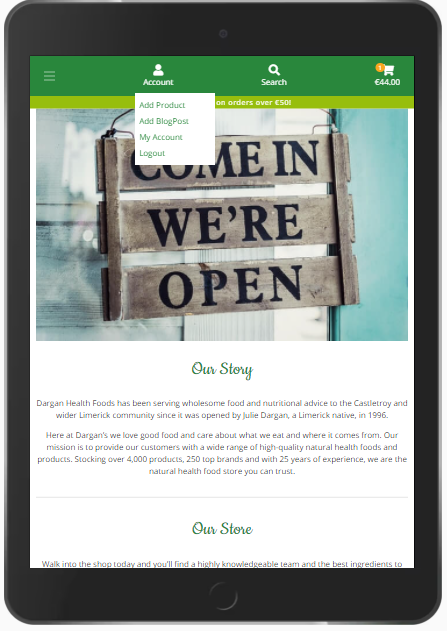 Account
Search
1
€44.00
on orders over €50!
Add Product
Add BlogPost
My Account
Logout
COME IN
WE'RE
OPEN
Our Story
Dargan Health Foods has been serving wholesome food and nutritional advice to the Castletroy and
wider Limerick community since it was opened by Julie Dargan, a Limerick native, in 1996.
Here at Dargan's we love good food and care about what we eat and where it comes from. Our
mission is to provide our customers with a wide range of high-quality natural health foods and
products. Stocking over 4,000 products, 250 top brands and with 25 years of experience, we are the
natural health food store you can trust.
Our Store
Walk into the shop today and you'll find a highly knowledgeable team and the best ingredients to